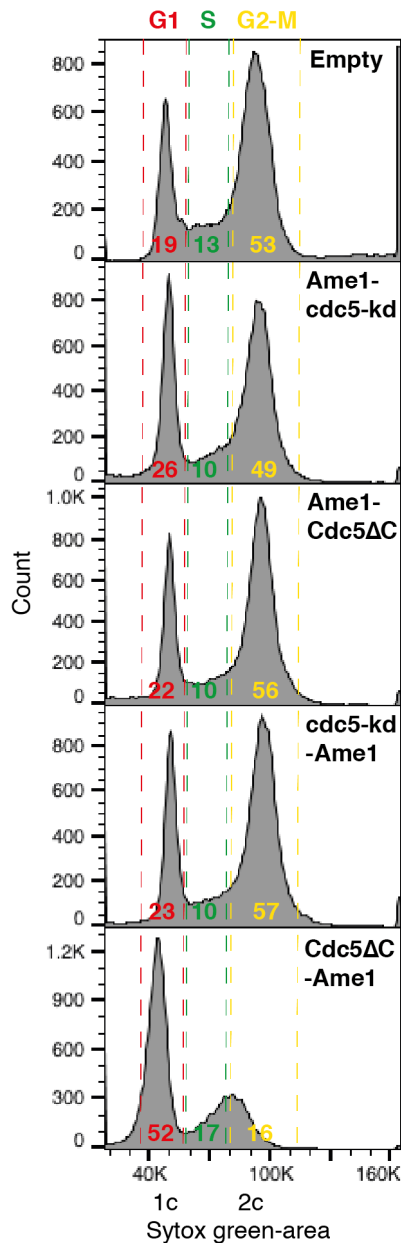 G1 S G2-M
Empty
800
600
400
200
0
19 13 53
Ame1-
cdc5-kd
800
600
400
200
0
26 10 49
Ame1-
Cdc5ΔC
1.0K
800
600
400
200
0
22 10 56
cdc5-kd
-Ame1
800
600
400
200
0
23 10 57
Cdc5ΔC
-Ame1
1.2K
900
600
300
0
52 17 16
Count
40K 100K 160K
1c 2c
Sytox green-area